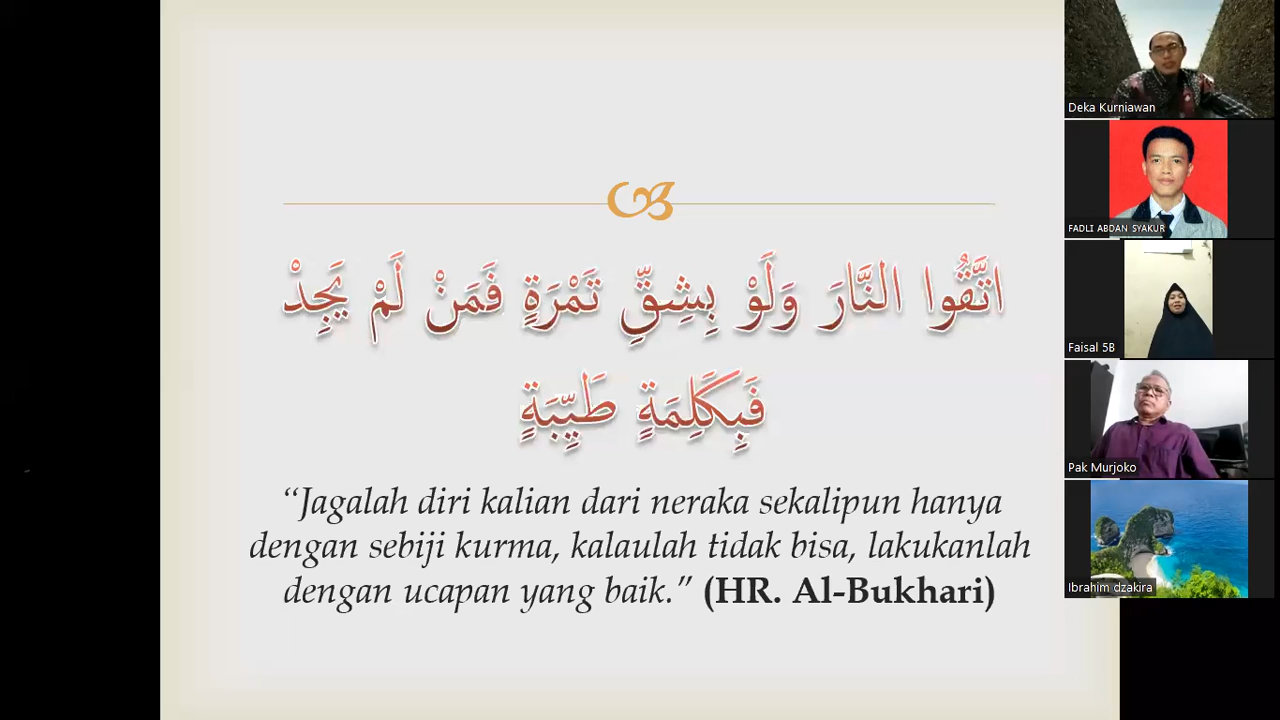 اتَّقُوا النَّارَ وَلَوْ بِشِقِّ تَمْرَةٍ فَمَنْ لَمْ يَجِدْ
فَبِكَلِمَةٍ طَيِّبَةٍ
“Jagalah diri kalian dari neraka sekalipun hanya
dengan sebiji kurma, kalaulah tidak bisa, lakukanlah
dengan ucapan yang baik.” (HR. Al-Bukhari)
Deka Kurniawan
FADLI ABDAN SYAKUR
Faisal 5B
Pak Murjoko
Ibrahim dzakira